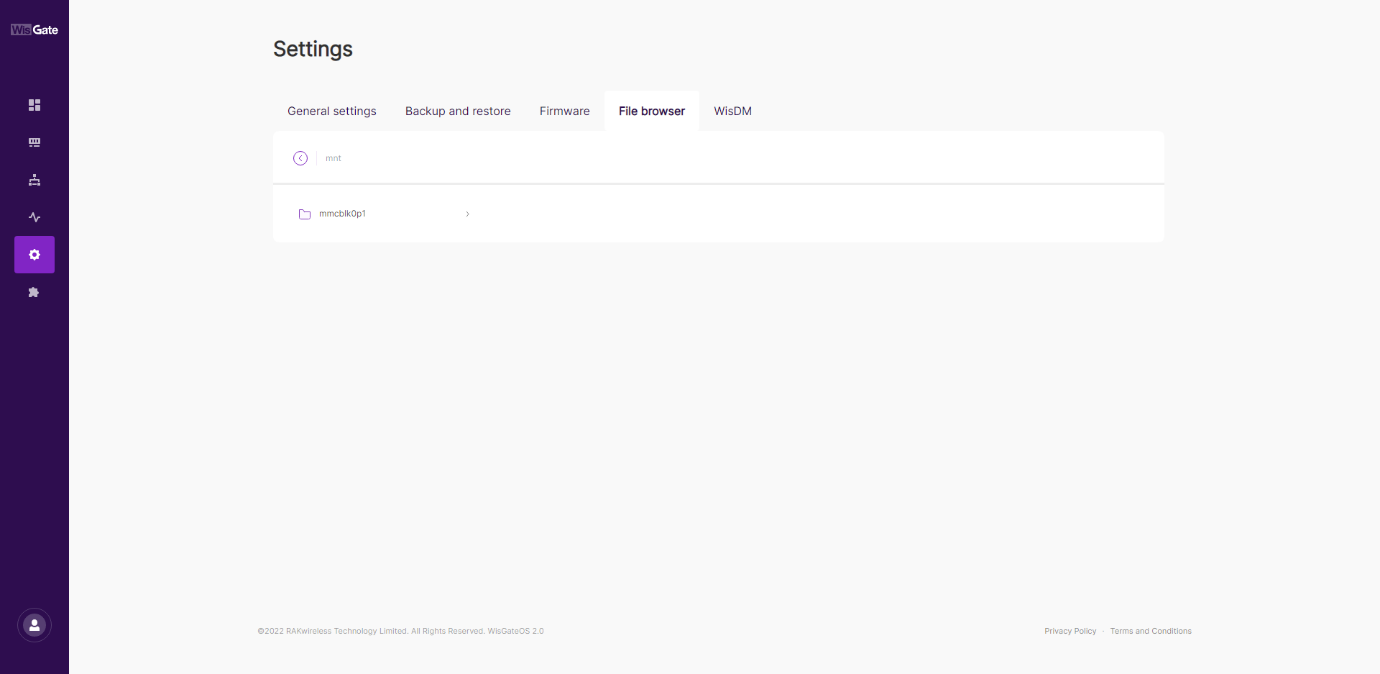 WisGate
Settings
General settings
Backup and restore
Firmware
File browser
WisDM
mnt
mmcblk0p1
©2022 RAKwireless Technology Limited. All Rights Reserved. WisGateOS 2.0
Privacy Policy · Terms and Conditions